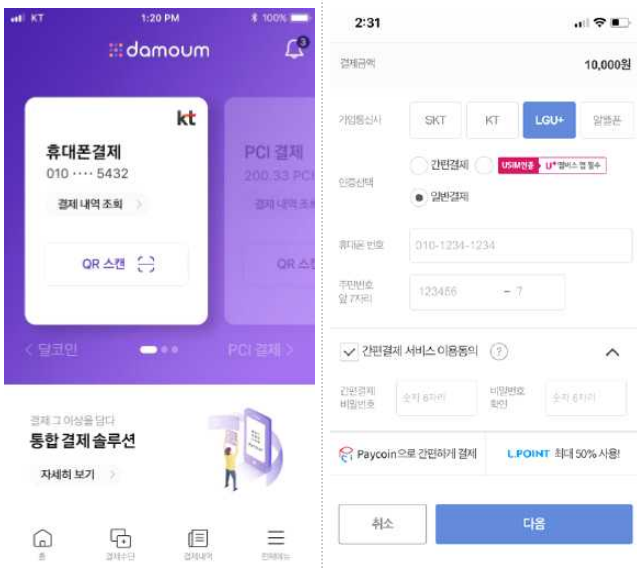 KT 1:20 PM 100%
damoum
3
kt
휴대폰결제
010 ···· 5432
결제 내역 조회 >
QR 스캔
PCI 결제
200.33 PCI
결제 내역 조회
QR 스캔
< 달코인
PCI 결제 >
결제 그 이상을 담다
통합 결제 솔루션
자세히 보기 >
홈
결제수단
결제내역
전체메뉴
2:31
결제금액 10,000원
가입통신사 SKT KT LGU+ 알뜰폰
인증선택
간편결제
USIM인증 U+멤버스 앱 필수
일반결제
휴대폰 번호 010-1234-1234
주민번호
앞 7자리
123456 - 7
간편결제 서비스 이용동의 ?
간편결제
비밀번호
숫자 6자리
비밀번호
확인
숫자 6자리
Paycoin으로 간편하게 결제
L.POINT 최대 50% 사용!
취소
다음